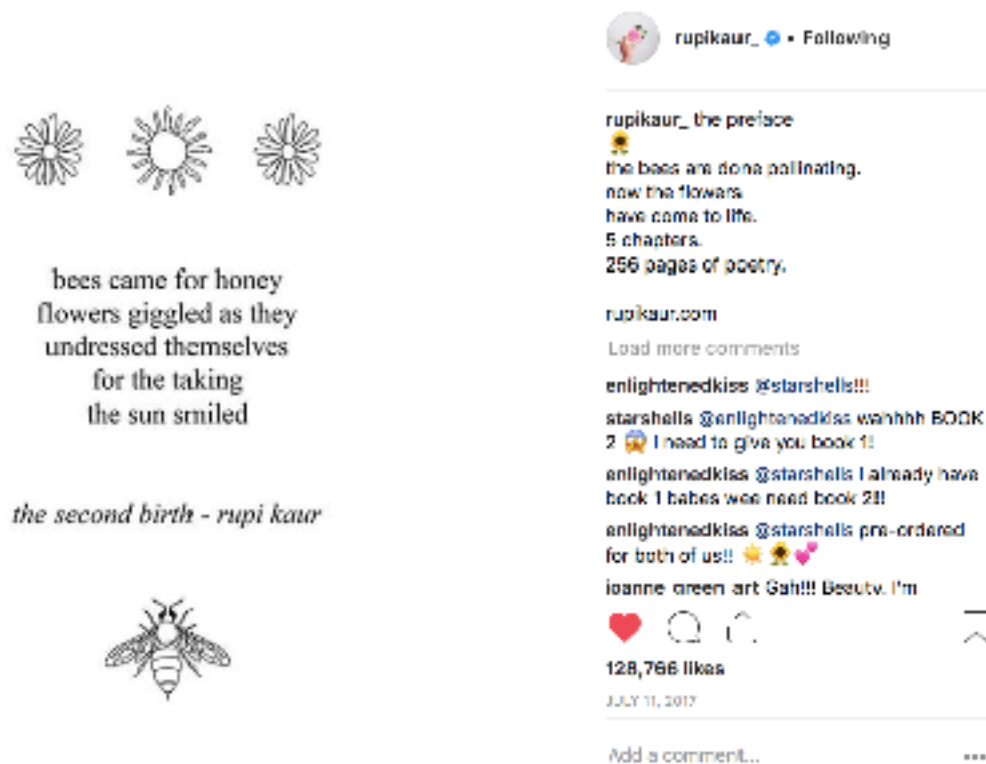 bees came for honey
flowers giggled as they
undressed themselves
for the taking
the sun smiled
the second birth - rupi kaur
rupikaur_ • Following
rupikaur_ the preface
the bees are done pollinating.
now the flowers
have come to life.
5 chapters.
256 pages of poetry.
rupikaur.com
Load more comments
enlightenedkiss @starshells!!!
starshells @enlightenedkiss wahhhh BOOK
2 😱 I need to give you book 1!
enlightenedkiss @starshells I already have
book 1 babes wee need book 2!!
enlightenedkiss @starshells pre-ordered
for both of us!! ☀️ 🌻 💕
joanne_green_art Gah!!! Beauty. I'm
128,766 likes
JULY 11, 2017
Add a comment...